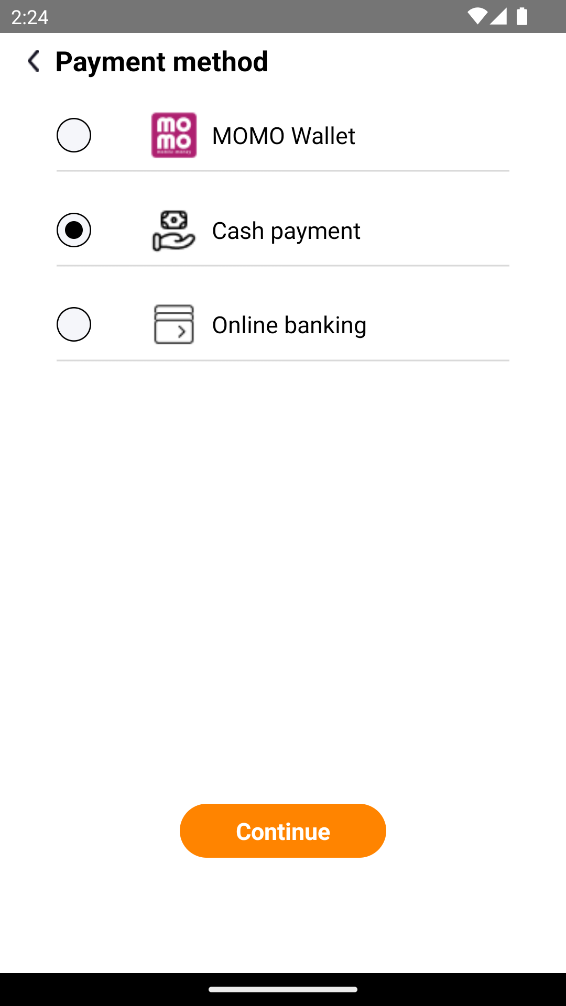 2:24
Payment method
mo
mo
MOMO Wallet
Cash payment
Online banking
Continue